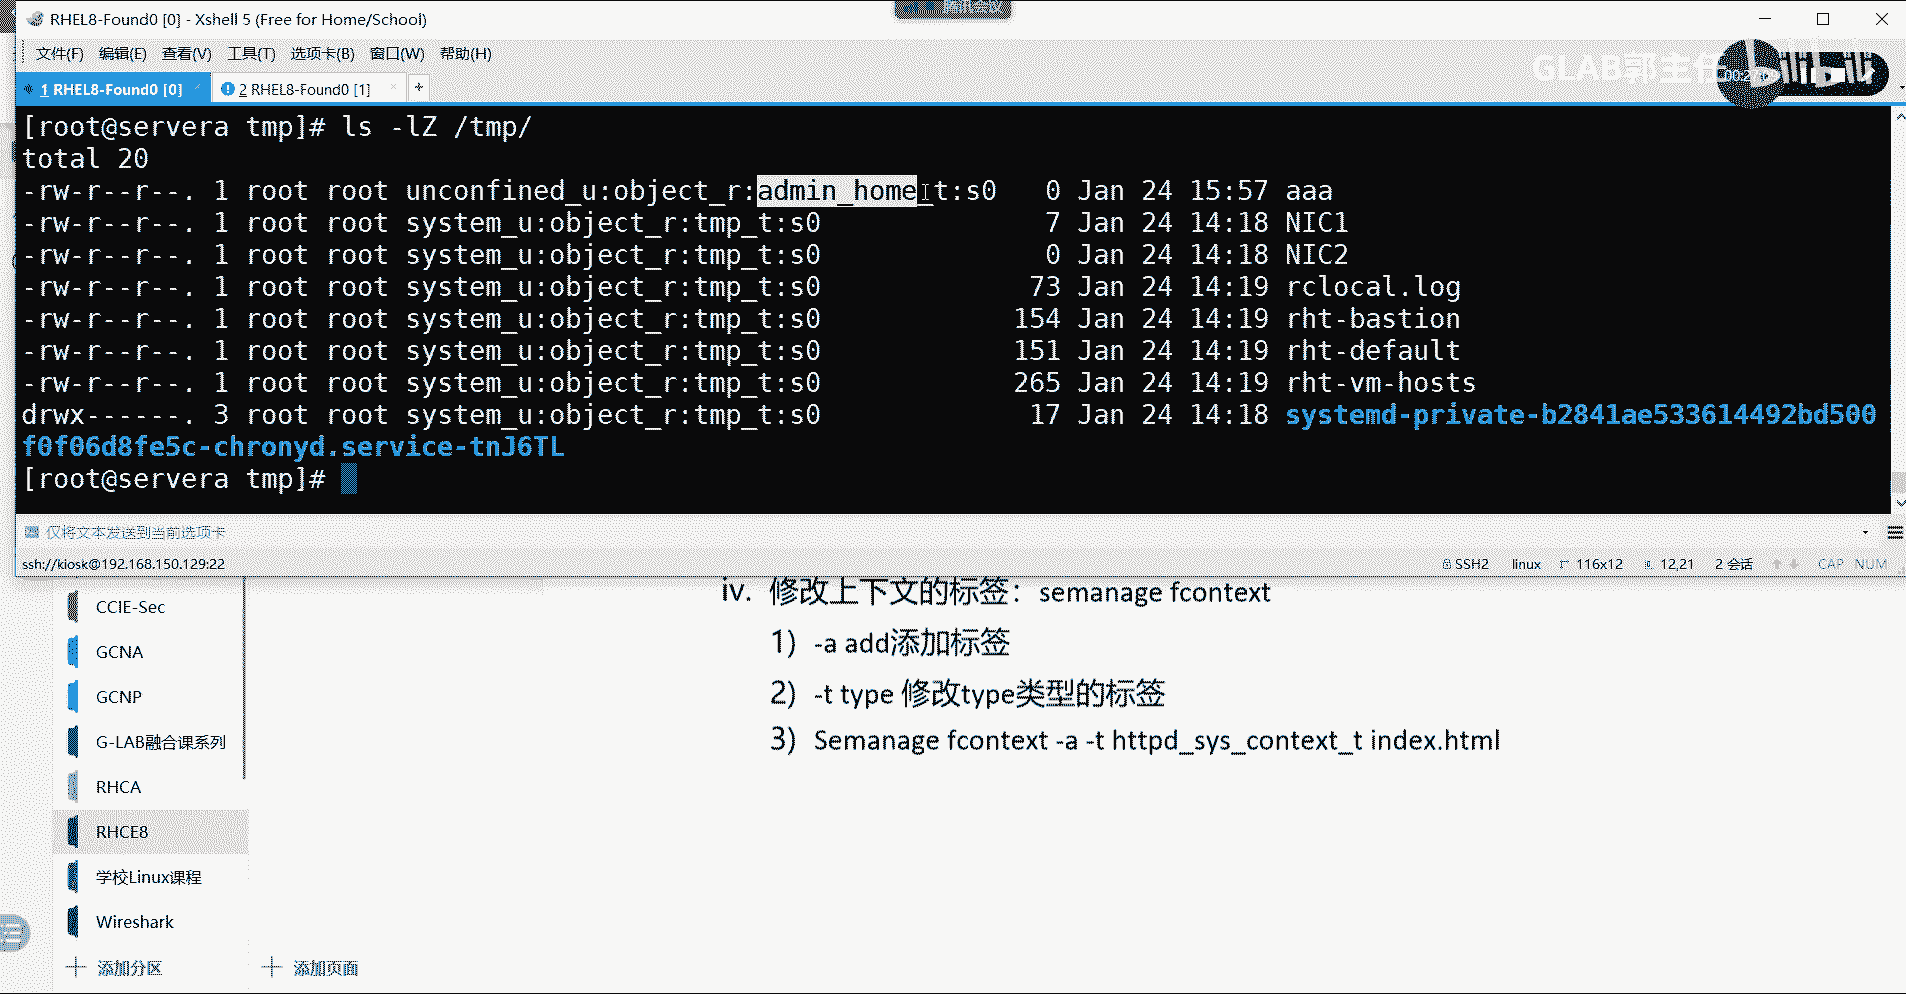 RHEL8-Found0 [0] - Xshell 5 (Free for Home/School)
腾讯会议
文件(F) 编辑(E) 查看(V) 工具(T) 选项卡(B) 窗口(W) 帮助(H)
GLAB郭主任
bilibili
1 RHEL8-Found0 [0] × 2 RHEL8-Found0 [1] × +
[root@servera tmp]# ls -lZ /tmp/
total 20
-rw-r--r--. 1 root root unconfined_u:object_r:admin_home_t:s0 0 Jan 24 15:57 aaa
-rw-r--r--. 1 root root system_u:object_r:tmp_t:s0 7 Jan 24 14:18 NIC1
-rw-r--r--. 1 root root system_u:object_r:tmp_t:s0 0 Jan 24 14:18 NIC2
-rw-r--r--. 1 root root system_u:object_r:tmp_t:s0 73 Jan 24 14:19 rclocal.log
-rw-r--r--. 1 root root system_u:object_r:tmp_t:s0 154 Jan 24 14:19 rht-bastion
-rw-r--r--. 1 root root system_u:object_r:tmp_t:s0 151 Jan 24 14:19 rht-default
-rw-r--r--. 1 root root system_u:object_r:tmp_t:s0 265 Jan 24 14:19 rht-vm-hosts
drwx------. 3 root root system_u:object_r:tmp_t:s0 17 Jan 24 14:18 systemd-private-b2841ae533614492bd500
f0f06d8fe5c-chronyd.service-tnJ6TL
[root@servera tmp]#
仅将文本发送到当前选项卡
ssh://kiosk@192.168.150.129:22 SSH2 linux 116x12 12,21 2 会话 CAP NUM
iv. 修改上下文的标签：semanage fcontext
1) -a add添加标签
2) -t type 修改type类型的标签
3) Semanage fcontext -a -t httpd_sys_context_t index.html
CCIE-Sec
GCNA
GCNP
G-LAB融合课系列
RHCA
RHCE8
学校Linux课程
Wireshark
添加分区 添加页面